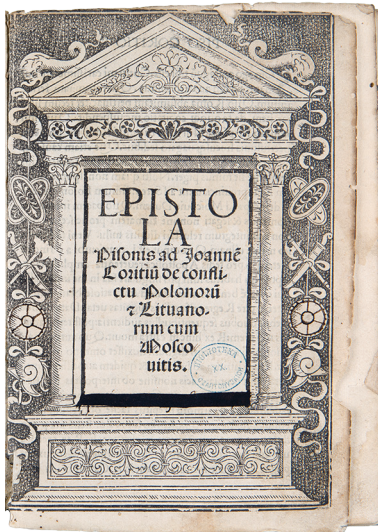 EPISTO
LA
Pisonis ad Joannē
Coritiū de confli-
ctu Polonorū
⁊ Lituano-
rum cum
Mosco
uitis.